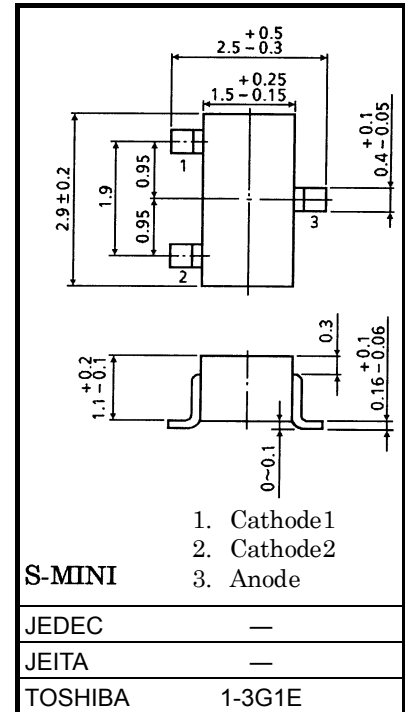 +0.5
2.5 −0.3
+0.25
1.5 −0.15
2.9 ± 0.2
1.9
0.95
0.95
+0.1
0.4 −0.05
1
2
3
+0.2
1.1 −0.1
0.3
+0.1
0.16 −0.06
0~0.1
1. Cathode1
2. Cathode2
S-MINI 3. Anode
JEDEC —
JEITA —
TOSHIBA 1-3G1E